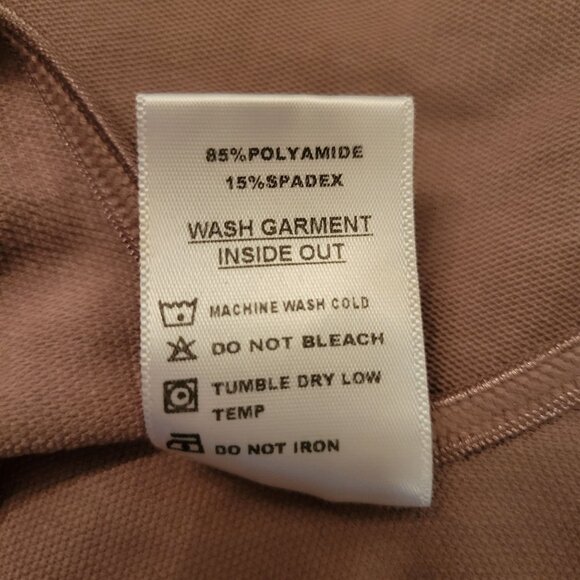 85%POLYAMIDE
15%SPADEX
WASH GARMENT
INSIDE OUT
MACHINE WASH COLD
DO NOT BLEACH
TUMBLE DRY LOW
TEMP
DO NOT IRON